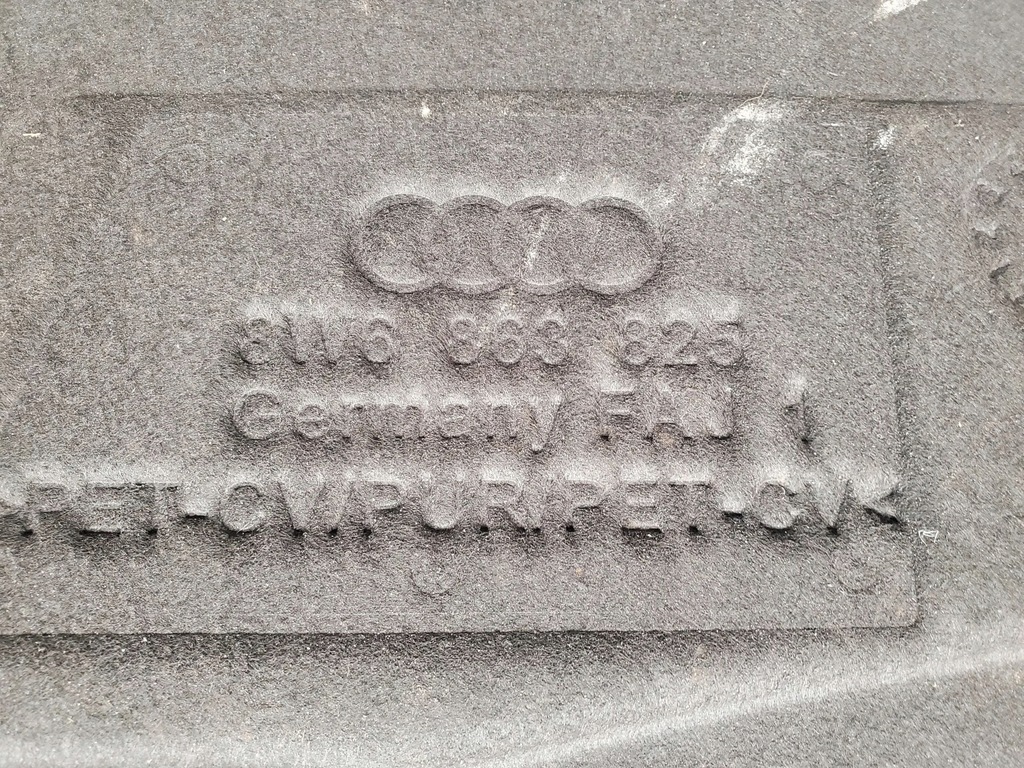 8W6 863 825
Germany FAJ 1
>PET-CV/PUR/PET-CV<